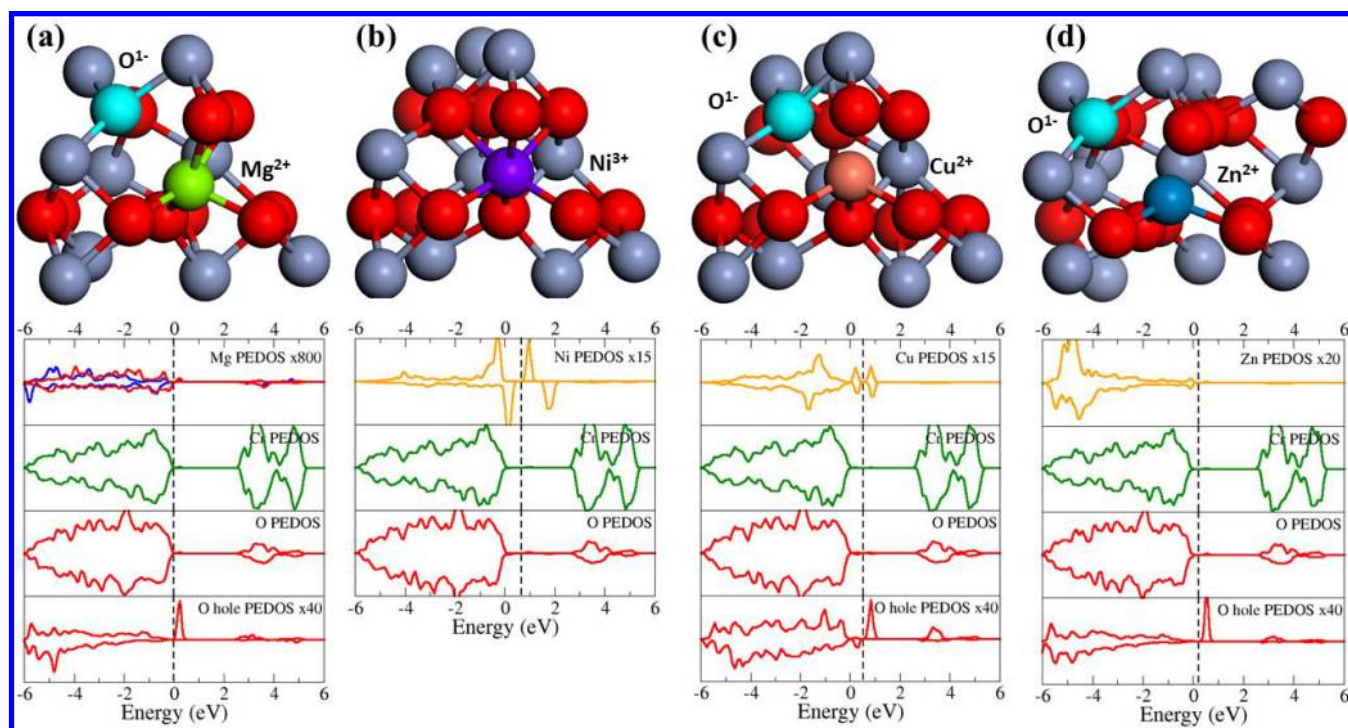 (a)
O1-
Mg2+
(b)
Ni3+
(c)
O1-
Cu2+
(d)
O1-
Zn2+
-6 -4 -2 0 2 4 6
Mg PEDOS x800
Cr PEDOS
O PEDOS
O hole PEDOS x40
-6 -4 -2 0 2 4 6
Energy (eV)
-6 -4 -2 0 2 4 6
Ni PEDOS x15
Cr PEDOS
O PEDOS
-6 -4 -2 0 2 4 6
Energy (eV)
-6 -4 -2 0 2 4 6
Cu PEDOS x15
Cr PEDOS
O PEDOS
O hole PEDOS x40
-6 -4 -2 0 2 4 6
Energy (eV)
-6 -4 -2 0 2 4 6
Zn PEDOS x20
Cr PEDOS
O PEDOS
O hole PEDOS x40
-6 -4 -2 0 2 4 6
Energy (eV)